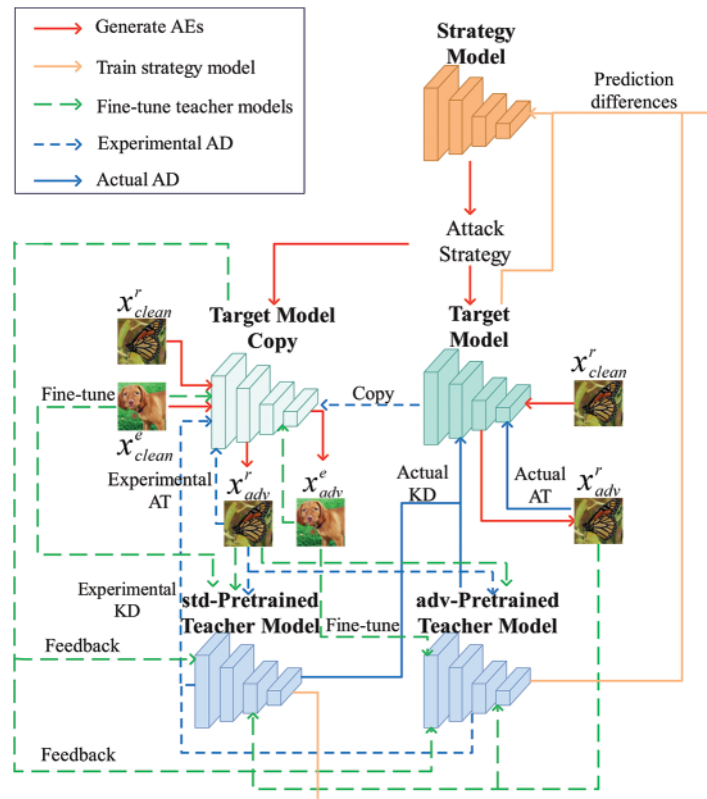 Generate AEs
Train strategy model
Fine-tune teacher models
Experimental AD
Actual AD
Strategy
Model
Prediction
differences
Attack
Strategy
x^r_clean
Target Model
Copy
Target
Model
Fine-tune
x^e_clean
Copy
x^r_clean
Experimental
AT
x^r_adv
x^e_adv
Actual
KD
Actual
AT
x^r_adv
Experimental
KD
std-Pretrained
Teacher Model
Fine-tune
adv-Pretrained
Teacher Model
Feedback
Feedback